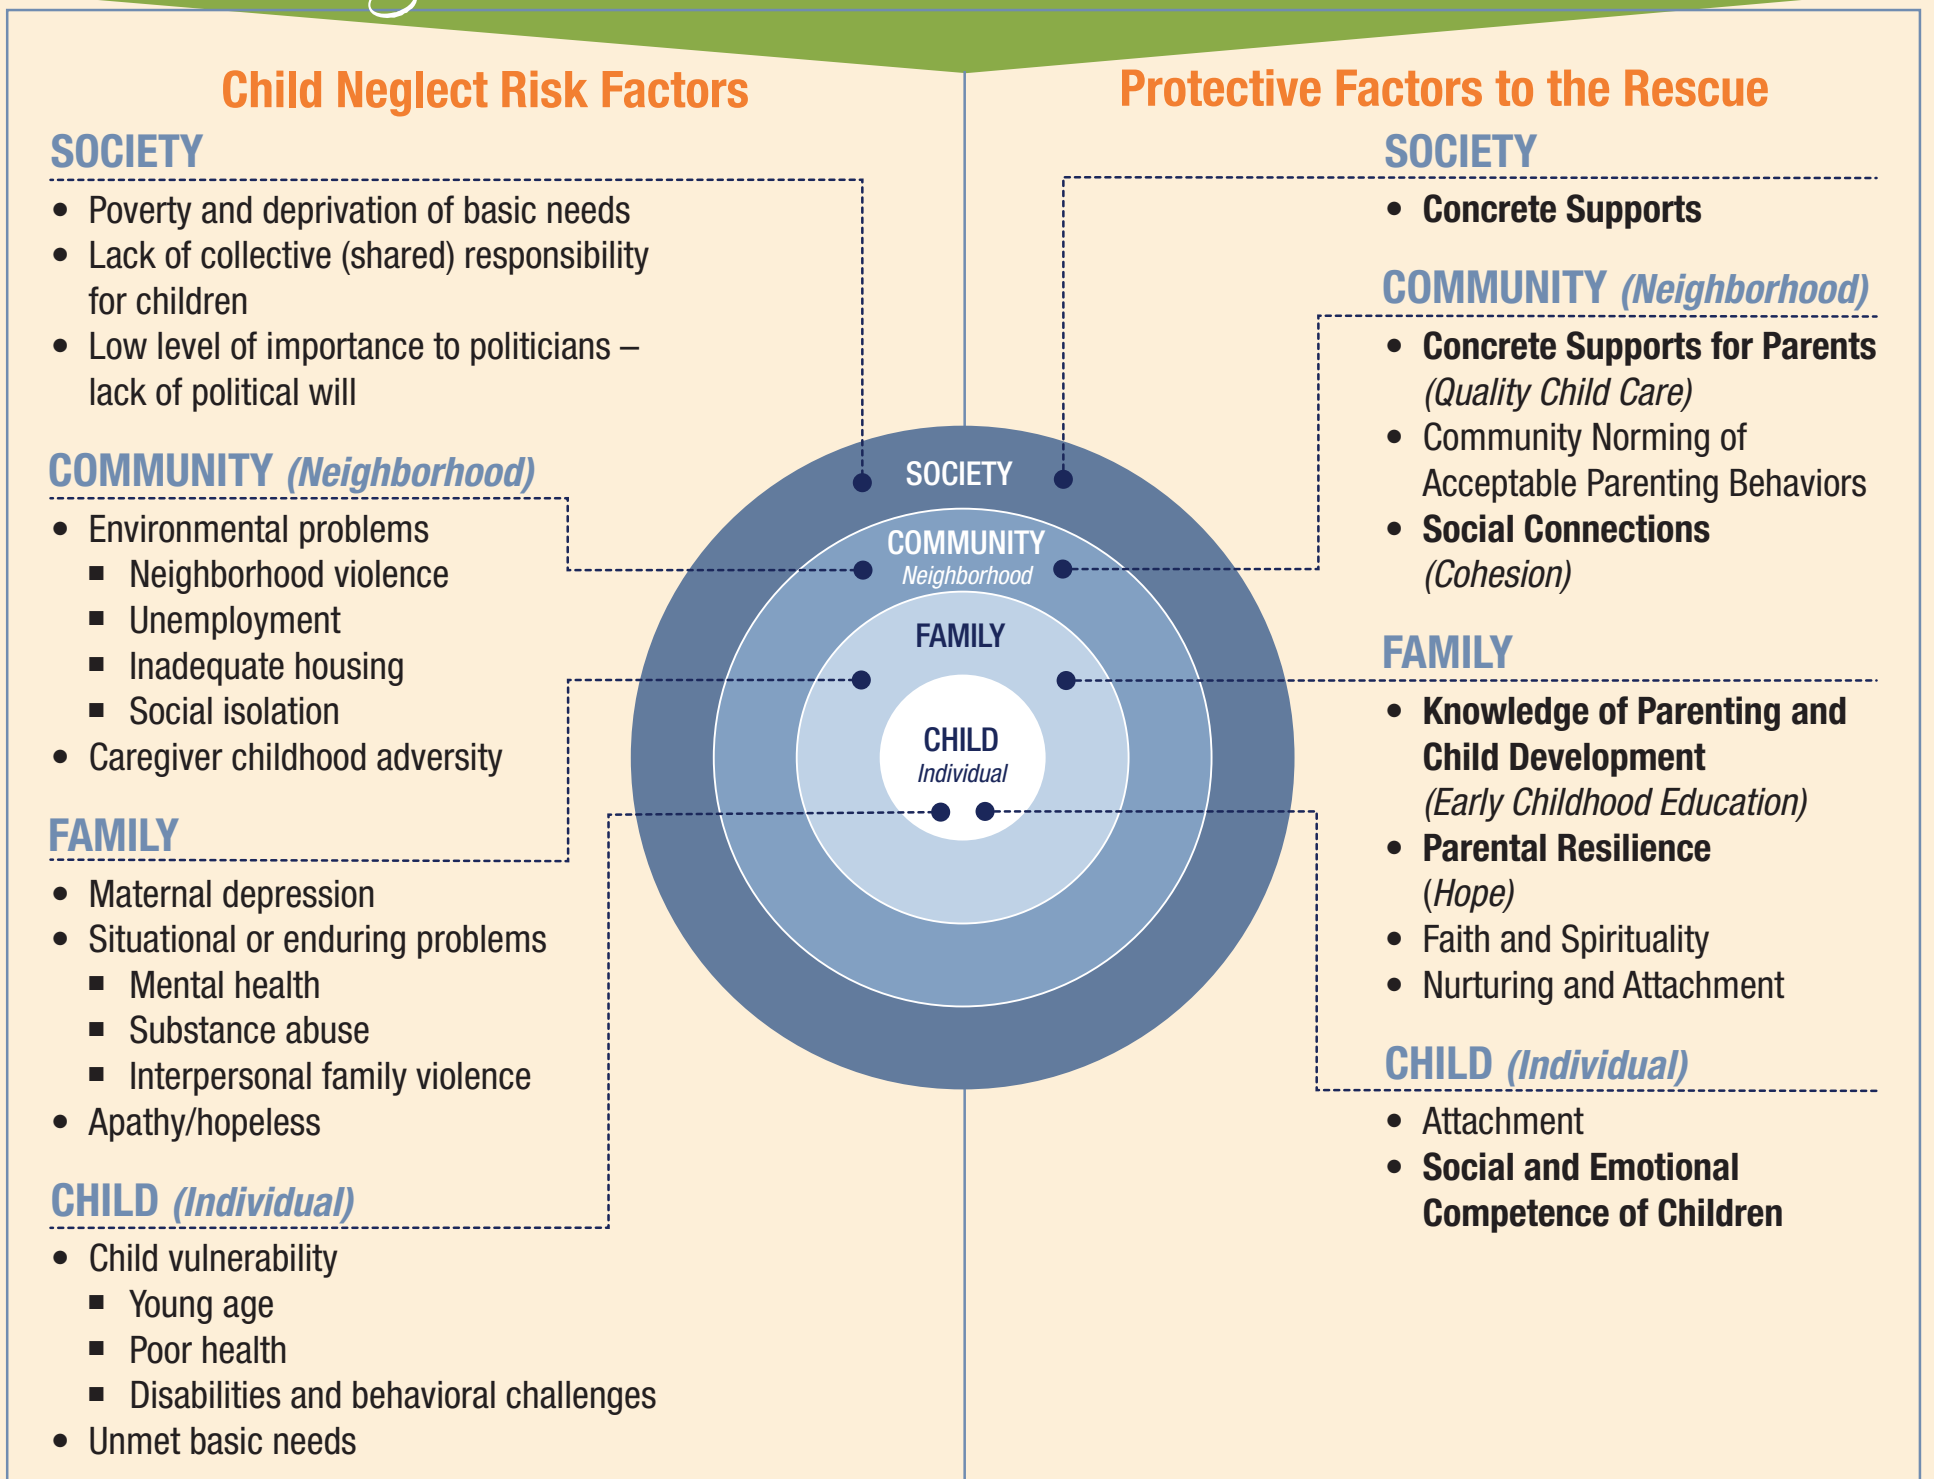 Child Neglect Risk Factors
SOCIETY
• Poverty and deprivation of basic needs
• Lack of collective (shared) responsibility
for children
• Low level of importance to politicians –
lack of political will
COMMUNITY (Neighborhood)
• Environmental problems
▪ Neighborhood violence
▪ Unemployment
▪ Inadequate housing
▪ Social isolation
• Caregiver childhood adversity
FAMILY
• Maternal depression
• Situational or enduring problems
▪ Mental health
▪ Substance abuse
▪ Interpersonal family violence
• Apathy/hopeless
CHILD (Individual)
• Child vulnerability
▪ Young age
▪ Poor health
▪ Disabilities and behavioral challenges
• Unmet basic needs
SOCIETY
COMMUNITY
Neighborhood
FAMILY
CHILD
Individual
Protective Factors to the Rescue
SOCIETY
• Concrete Supports
COMMUNITY (Neighborhood)
• Concrete Supports for Parents
(Quality Child Care)
• Community Norming of
Acceptable Parenting Behaviors
• Social Connections
(Cohesion)
FAMILY
• Knowledge of Parenting and
Child Development
(Early Childhood Education)
• Parental Resilience
(Hope)
• Faith and Spirituality
• Nurturing and Attachment
CHILD (Individual)
• Attachment
• Social and Emotional
Competence of Children